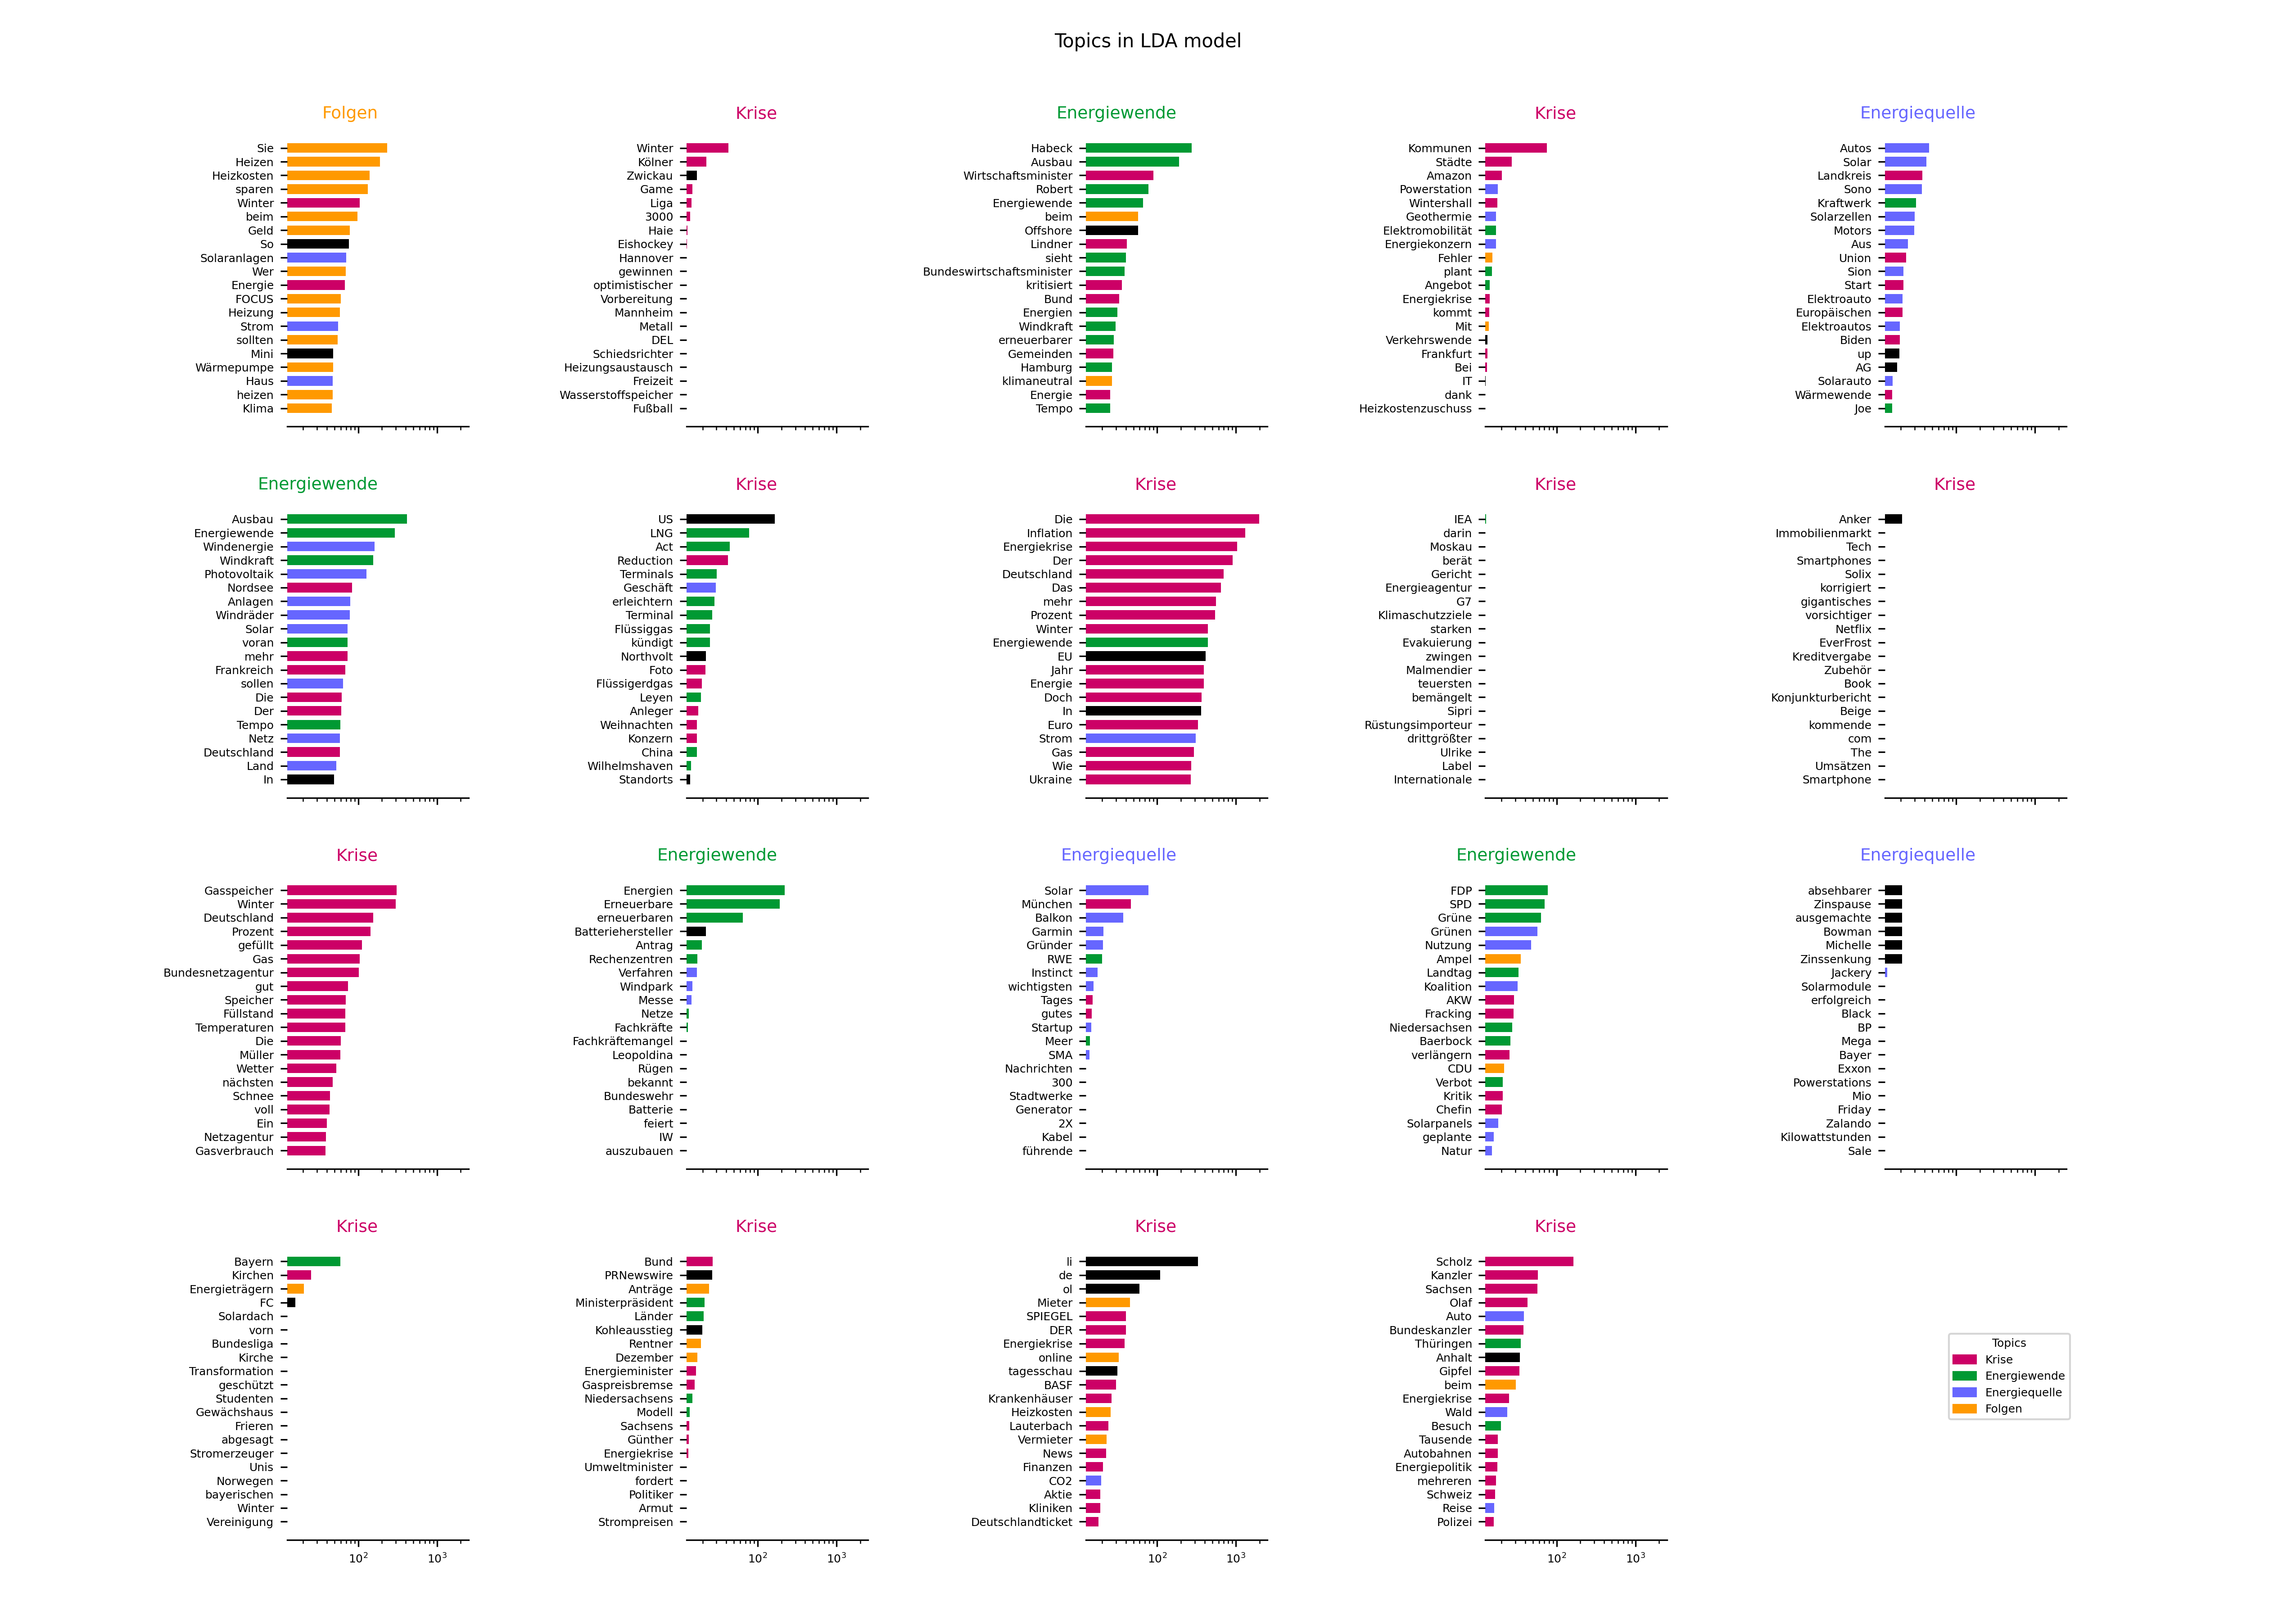 Topics in LDA model
Folgen
Sie
Heizen
Heizkosten
sparen
Winter
beim
Geld
So
Solaranlagen
Wer
Energie
FOCUS
Heizung
Strom
sollten
Mini
Wärmepumpe
Haus
heizen
Klima
Krise
Winter
Kölner
Zwickau
Game
Liga
3000
Haie
Eishockey
Hannover
gewinnen
optimistischer
Vorbereitung
Mannheim
Metall
DEL
Schiedsrichter
Heizungsaustausch
Freizeit
Wasserstoffspeicher
Fußball
Energiewende
Habeck
Ausbau
Wirtschaftsminister
Robert
Energiewende
beim
Offshore
Lindner
sieht
Bundeswirtschaftsminister
kritisiert
Bund
Energien
Windkraft
erneuerbarer
Gemeinden
Hamburg
klimaneutral
Energie
Tempo
Krise
Kommunen
Städte
Amazon
Powerstation
Wintershall
Geothermie
Elektromobilität
Energiekonzern
Fehler
plant
Angebot
Energiekrise
kommt
Mit
Verkehrswende
Frankfurt
Bei
IT
dank
Heizkostenzuschuss
Energiequelle
Autos
Solar
Landkreis
Sono
Kraftwerk
Solarzellen
Motors
Aus
Union
Sion
Start
Elektroauto
Europäischen
Elektroautos
Biden
up
AG
Solarauto
Wärmewende
Joe
Energiewende
Ausbau
Energiewende
Windenergie
Windkraft
Photovoltaik
Nordsee
Anlagen
Windräder
Solar
voran
mehr
Frankreich
sollen
Die
Der
Tempo
Netz
Deutschland
Land
In
Krise
US
LNG
Act
Reduction
Terminals
Geschäft
erleichtern
Terminal
Flüssiggas
kündigt
Northvolt
Foto
Flüssigerdgas
Leyen
Anleger
Weihnachten
Konzern
China
Wilhelmshaven
Standorts
Krise
Die
Inflation
Energiekrise
Der
Deutschland
Das
mehr
Prozent
Winter
Energiewende
EU
Jahr
Energie
Doch
In
Euro
Strom
Gas
Wie
Ukraine
Krise
IEA
darin
Moskau
berät
Gericht
Energieagentur
G7
Klimaschutzziele
starken
Evakuierung
zwingen
Malmendier
teuersten
bemängelt
Sipri
Rüstungsimporteur
drittgrößter
Ulrike
Label
Internationale
Krise
Anker
Immobilienmarkt
Tech
Smartphones
Solix
korrigiert
gigantisches
vorsichtiger
Netflix
EverFrost
Kreditvergabe
Zubehör
Book
Konjunkturbericht
Beige
kommende
com
The
Umsätzen
Smartphone
Krise
Gasspeicher
Winter
Deutschland
Prozent
gefüllt
Gas
Bundesnetzagentur
gut
Speicher
Füllstand
Temperaturen
Die
Müller
Wetter
nächsten
Schnee
voll
Ein
Netzagentur
Gasverbrauch
Energiewende
Energien
Erneuerbare
erneuerbaren
Batteriehersteller
Antrag
Rechenzentren
Verfahren
Windpark
Messe
Netze
Fachkräfte
Fachkräftemangel
Leopoldina
Rügen
bekannt
Bundeswehr
Batterie
feiert
IW
auszubauen
Energiequelle
Solar
München
Balkon
Garmin
Gründer
RWE
Instinct
wichtigsten
Tages
gutes
Startup
Meer
SMA
Nachrichten
300
Stadtwerke
Generator
2X
Kabel
führende
Energiewende
FDP
SPD
Grüne
Grünen
Nutzung
Ampel
Landtag
Koalition
AKW
Fracking
Niedersachsen
Baerbock
verlängern
CDU
Verbot
Kritik
Chefin
Solarpanels
geplante
Natur
Energiequelle
absehbarer
Zinspause
ausgemachte
Bowman
Michelle
Zinssenkung
Jackery
Solarmodule
erfolgreich
Black
BP
Mega
Bayer
Exxon
Powerstations
Mio
Friday
Zalando
Kilowattstunden
Sale
Krise
Bayern
Kirchen
Energieträgern
FC
Solardach
vorn
Bundesliga
Kirche
Transformation
geschützt
Studenten
Gewächshaus
Frieren
abgesagt
Stromerzeuger
Unis
Norwegen
bayerischen
Winter
Vereinigung
10² 10³
Krise
Bund
PRNewswire
Anträge
Ministerpräsident
Länder
Kohleausstieg
Rentner
Dezember
Energieminister
Gaspreisbremse
Niedersachsens
Modell
Sachsens
Günther
Energiekrise
Umweltminister
fordert
Politiker
Armut
Strompreisen
10² 10³
Krise
li
de
ol
Mieter
SPIEGEL
DER
Energiekrise
online
tagesschau
BASF
Krankenhäuser
Heizkosten
Lauterbach
Vermieter
News
Finanzen
CO2
Aktie
Kliniken
Deutschlandticket
10² 10³
Krise
Scholz
Kanzler
Sachsen
Olaf
Auto
Bundeskanzler
Thüringen
Anhalt
Gipfel
beim
Energiekrise
Wald
Besuch
Tausende
Autobahnen
Energiepolitik
mehreren
Schweiz
Reise
Polizei
10² 10³
Topics
Krise
Energiewende
Energiequelle
Folgen